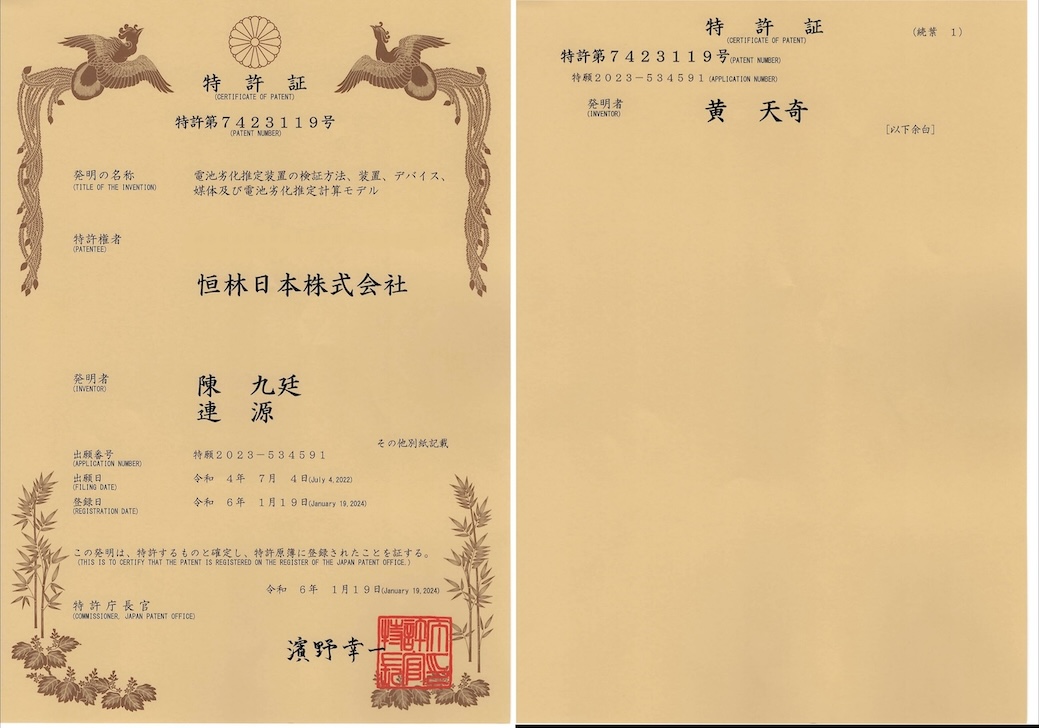 特許証
(CERTIFICATE OF PATENT)
特許第7423119号
(PATENT NUMBER)
発明の名称
(TITLE OF THE INVENTION)
電池劣化推定装置の検証方法、装置、デバイス、
媒体及び電池劣化推定計算モデル
特許権者
(PATENTEE)
恒林日本株式会社
発明者
(INVENTOR)
陳 九廷
連 源
その他別紙記載
出願番号
(APPLICATION NUMBER)
特願2023-534591
出願日
(FILING DATE)
令和 4年 7月 4日(July 4,2022)
登録日
(REGISTRATION DATE)
令和 6年 1月19日(January 19,2024)
この発明は、特許するものと確定し、特許原簿に登録されたことを証する。
(THIS IS TO CERTIFY THAT THE PATENT IS REGISTERED ON THE REGISTER OF THE JAPAN PATENT OFFICE.)
令和 6年 1月19日(January 19,2024)
特許庁長官
(COMMISSIONER, JAPAN PATENT OFFICE)
濱野幸一
特許庁長官之印
特許証
(CERTIFICATE OF PATENT)
(続葉 1)
特許第7423119号(PATENT NUMBER)
特願2023-534591(APPLICATION NUMBER)
発明者
(INVENTOR)
黄 天奇
[以下余白]